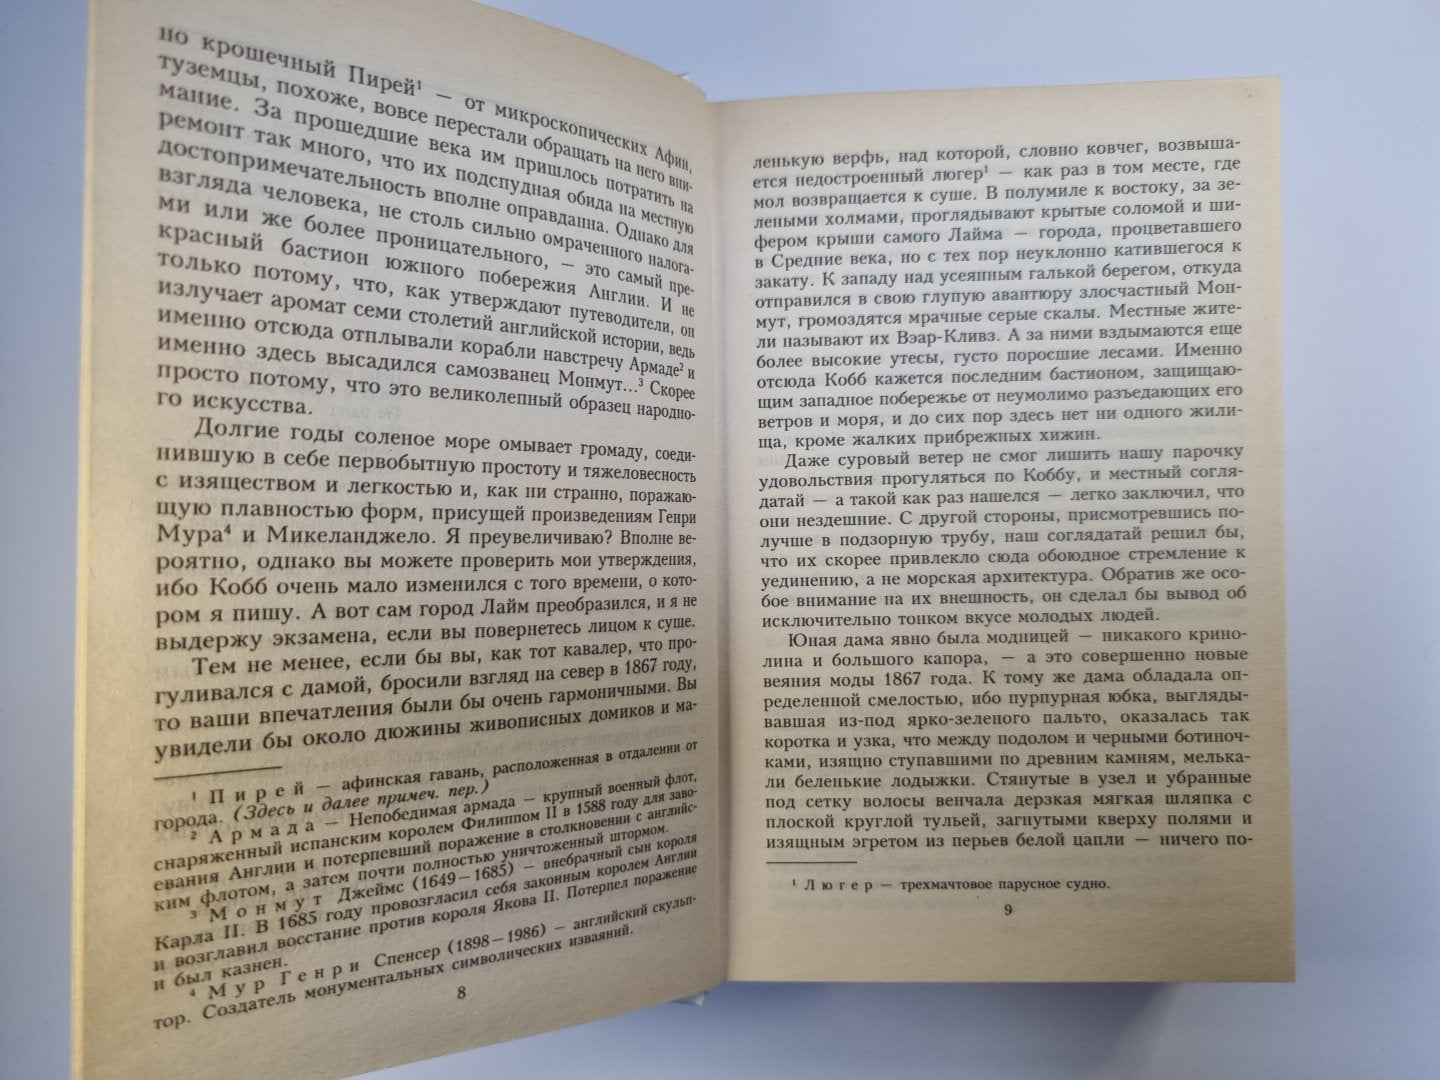 но крошечный Пирей¹ — от микроскопических Афин,
туземцы, похоже, вовсе перестали обращать на него вни-
мание. За прошедшие века им пришлось потратить на
ремонт так много, что их подспудная обида на местную
достопримечательность вполне оправданна. Однако для
взгляда человека, не столь сильно омраченного налога-
ми или же более проницательного, — это самый пре-
красный бастион южного побережия Англии. И не
только потому, что, как утверждают путеводители, он
излучает аромат семи столетий английской истории, ведь
именно отсюда отплывали корабли навстречу Армаде² и
именно здесь высадился самозванец Монмут...³ Скорее
просто потому, что это великолепный образец народно-
го искусства.
Долгие годы соленое море омывает громаду, соеди-
нившую в себе первобытную простоту и тяжеловесность
с изяществом и легкостью и, как ни странно, поражаю-
щую плавностью форм, присущей произведениям Генри
Мура⁴ и Микеланджело. Я преувеличиваю? Вполне ве-
роятно, однако вы можете проверить мои утверждения,
ибо Кобб очень мало изменился с того времени, о кото-
ром я пишу. А вот сам город Лайм преобразился, и я не
выдержу экзамена, если вы повернетесь лицом к суше.
Тем не менее, если бы вы, как тот кавалер, что про-
гуливался с дамой, бросили взгляд на север в 1867 году,
то ваши впечатления были бы очень гармоничными. Вы
увидели бы около дюжины живописных домиков и ма-
¹ Пирей — афинская гавань, расположенная в отдалении от
города. (Здесь и далее примеч. пер.)
² Армада — Непобедимая армада — крупный военный флот,
снаряженный испанским королем Филиппом II в 1588 году для заво-
евания Англии и потерпевший поражение в столкновении с английс-
ким флотом, а затем почти полностью уничтоженный штормом.
³ Монмут Джеймс (1649—1685) — внебрачный сын короля
Карла II. В 1685 году провозгласил себя законным королем Англии
и возглавил восстание против короля Якова II. Потерпел поражение
и был казнен.
⁴ Мур Генри Спенсер (1898—1986) — английский скульп-
тор. Создатель монументальных символических изваяний.
8
ленькую верфь, над которой, словно ковчег, возвыша-
ется недостроенный люгер¹ — как раз в том месте, где
мол возвращается к суше. В полумиле к востоку, за зе-
леными холмами, проглядывают крытые соломой и ши-
фером крыши самого Лайма — города, процветавшего
в Средние века, но с тех пор неуклонно катившегося к
закату. К западу над усеянным галькой берегом, откуда
отправился в свою глупую авантюру злосчастный Мон-
мут, громоздятся мрачные серые скалы. Местные жите-
ли называют их Вэар-Кливз. А за ними вздымаются еще
более высокие утесы, густо поросшие лесами. Именно
отсюда Кобб кажется последним бастионом, защищаю-
щим западное побережье от неумолимо разъедающих его
ветров и моря, и до сих пор здесь нет ни одного жили-
ща, кроме жалких прибрежных хижин.
Даже суровый ветер не смог лишить нашу парочку
удовольствия прогуляться по Коббу, и местный согля-
датай — а такой как раз нашелся — легко заключил, что
они нездешние. С другой стороны, присмотревшись по-
лучше в подзорную трубу, наш соглядатай решил бы,
что их скорее привлекло сюда обоюдное стремление к
уединению, а не морская архитектура. Обратив же осо-
бое внимание на их внешность, он сделал бы вывод об
исключительно тонком вкусе молодых людей.
Юная дама явно была модницей — никакого крино-
лина и большого капора, — а это совершенно новые
веяния моды 1867 года. К тому же дама обладала оп-
ределенной смелостью, ибо пурпурная юбка, выгляды-
вавшая из-под ярко-зеленого пальто, оказалась так
коротка и узка, что между подолом и черными ботиноч-
ками, изящно ступавшими по древним камням, мелька-
ли беленькие лодыжки. Стянутые в узел и убранные
под сетку волосы венчала дерзкая мягкая шляпка с
плоской круглой тульей, загнутыми кверху полями и
изящным эгретом из перьев белой цапли — ничего по-
¹ Люгер — трехмачтовое парусное судно.
9